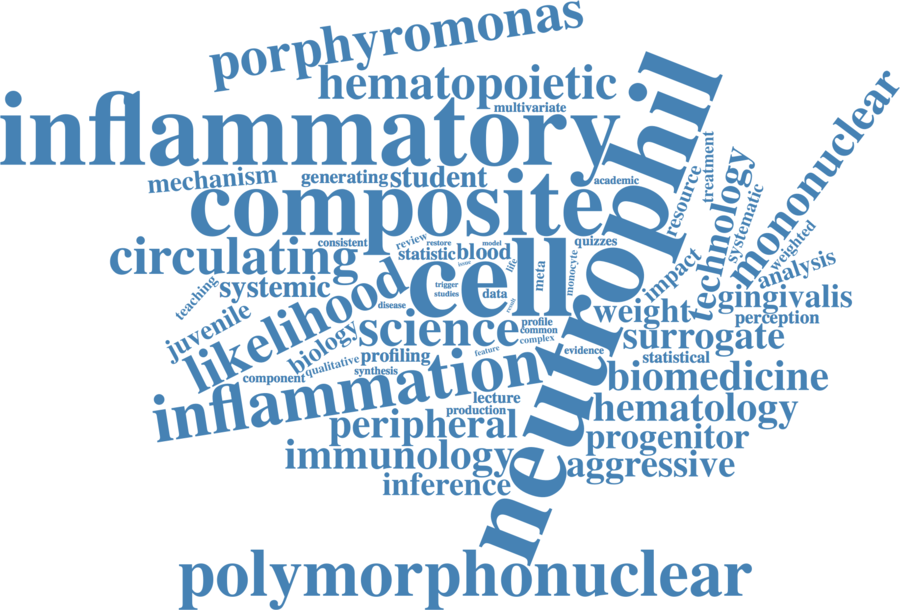 porphyromonas
hematopoietic
multivariate
inflammatory
neutrophil
mononuclear
mechanism
generating
student
academic
treatment
resource
technology
systematic
composite
weighted
circulating
consistent
review
restore
model
quizzes
statistic
blood
analysis
cell
life
meta
monocyte
impact
teaching
systemic
likelihood
trigger
studies
data
disease
weight
gingivalis
juvenile
biology
science
profile
common
complex
perception
surrogate
qualitative
profiling
feature
evidence
statistical
component
synthesis
inflammation
biomedicine
lecture
production
hematology
peripheral
progenitor
immunology
aggressive
inference
polymorphonuclear